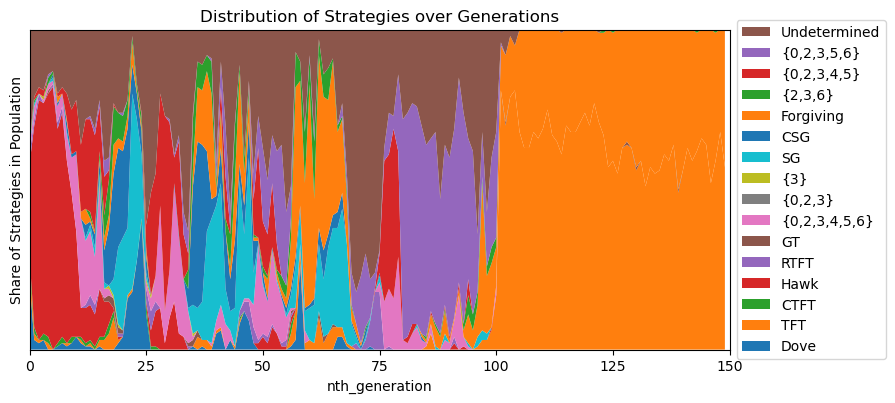 Distribution of Strategies over Generations
Share of Strategies in Population
0 25 50 75 100 125 150
nth_generation
Undetermined
{0,2,3,5,6}
{0,2,3,4,5}
{2,3,6}
Forgiving
CSG
SG
{3}
{0,2,3}
{0,2,3,4,5,6}
GT
RTFT
Hawk
CTFT
TFT
Dove